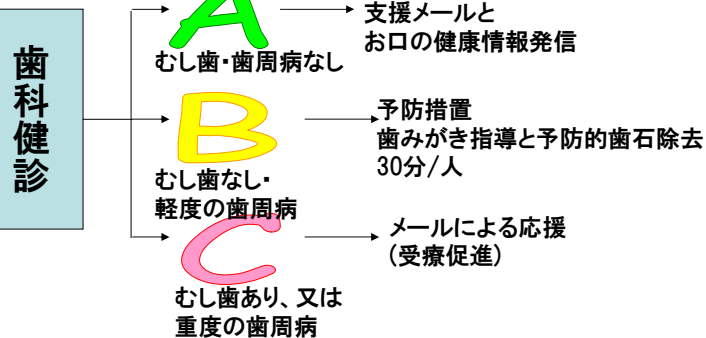 歯科健診
A
むし歯・歯周病なし
支援メールと
お口の健康情報発信
B
むし歯なし・
軽度の歯周病
予防措置
歯みがき指導と予防的歯石除去
30分/人
C
むし歯あり、又は
重度の歯周病
メールによる応援
(受療促進)